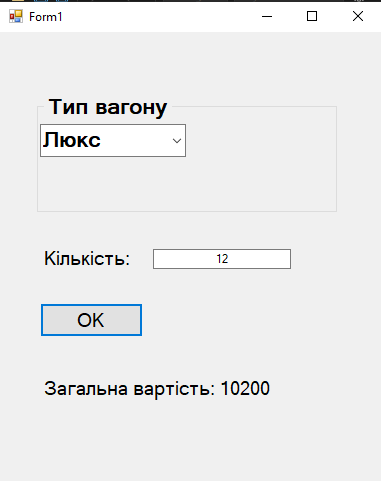 Form1
Тип вагону
Люкс
Кількість: 12
OK
Загальна вартість: 10200